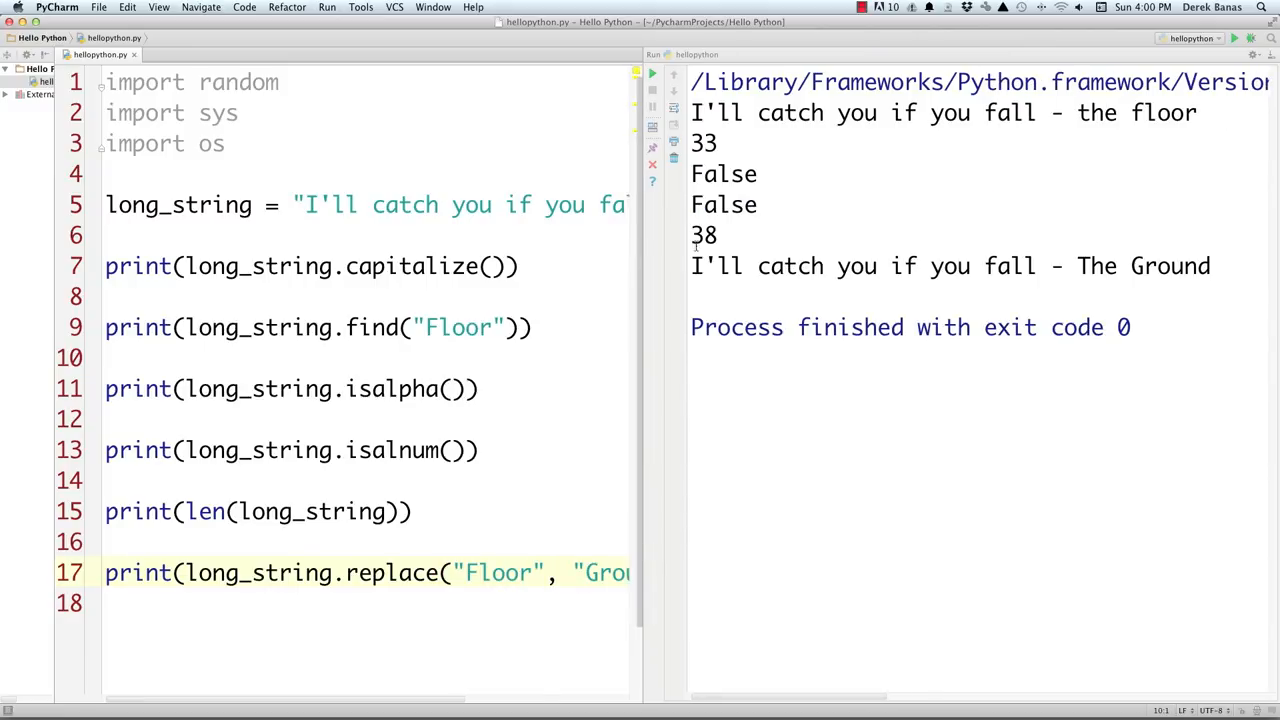 PyCharm File Edit View Navigate Code Refactor Run Tools VCS Window Help 10 Sun 4:00 PM Derek Banas
hellopython.py – Hello Python – [~/PycharmProjects/Hello Python]
Hello Python hellopython.py hellopython
hellopython.py Run hellopython
Hello P
hell
Extern
1 import random
2 import sys
3 import os
4
5 long_string = "I'll catch you if you fa
6
7 print(long_string.capitalize())
8
9 print(long_string.find("Floor"))
10
11 print(long_string.isalpha())
12
13 print(long_string.isalnum())
14
15 print(len(long_string))
16
17 print(long_string.replace("Floor", "Grou
18
/Library/Frameworks/Python.framework/Version
I'll catch you if you fall - the floor
33
False
False
38
I'll catch you if you fall - The Ground
Process finished with exit code 0
10:1 LF UTF-8